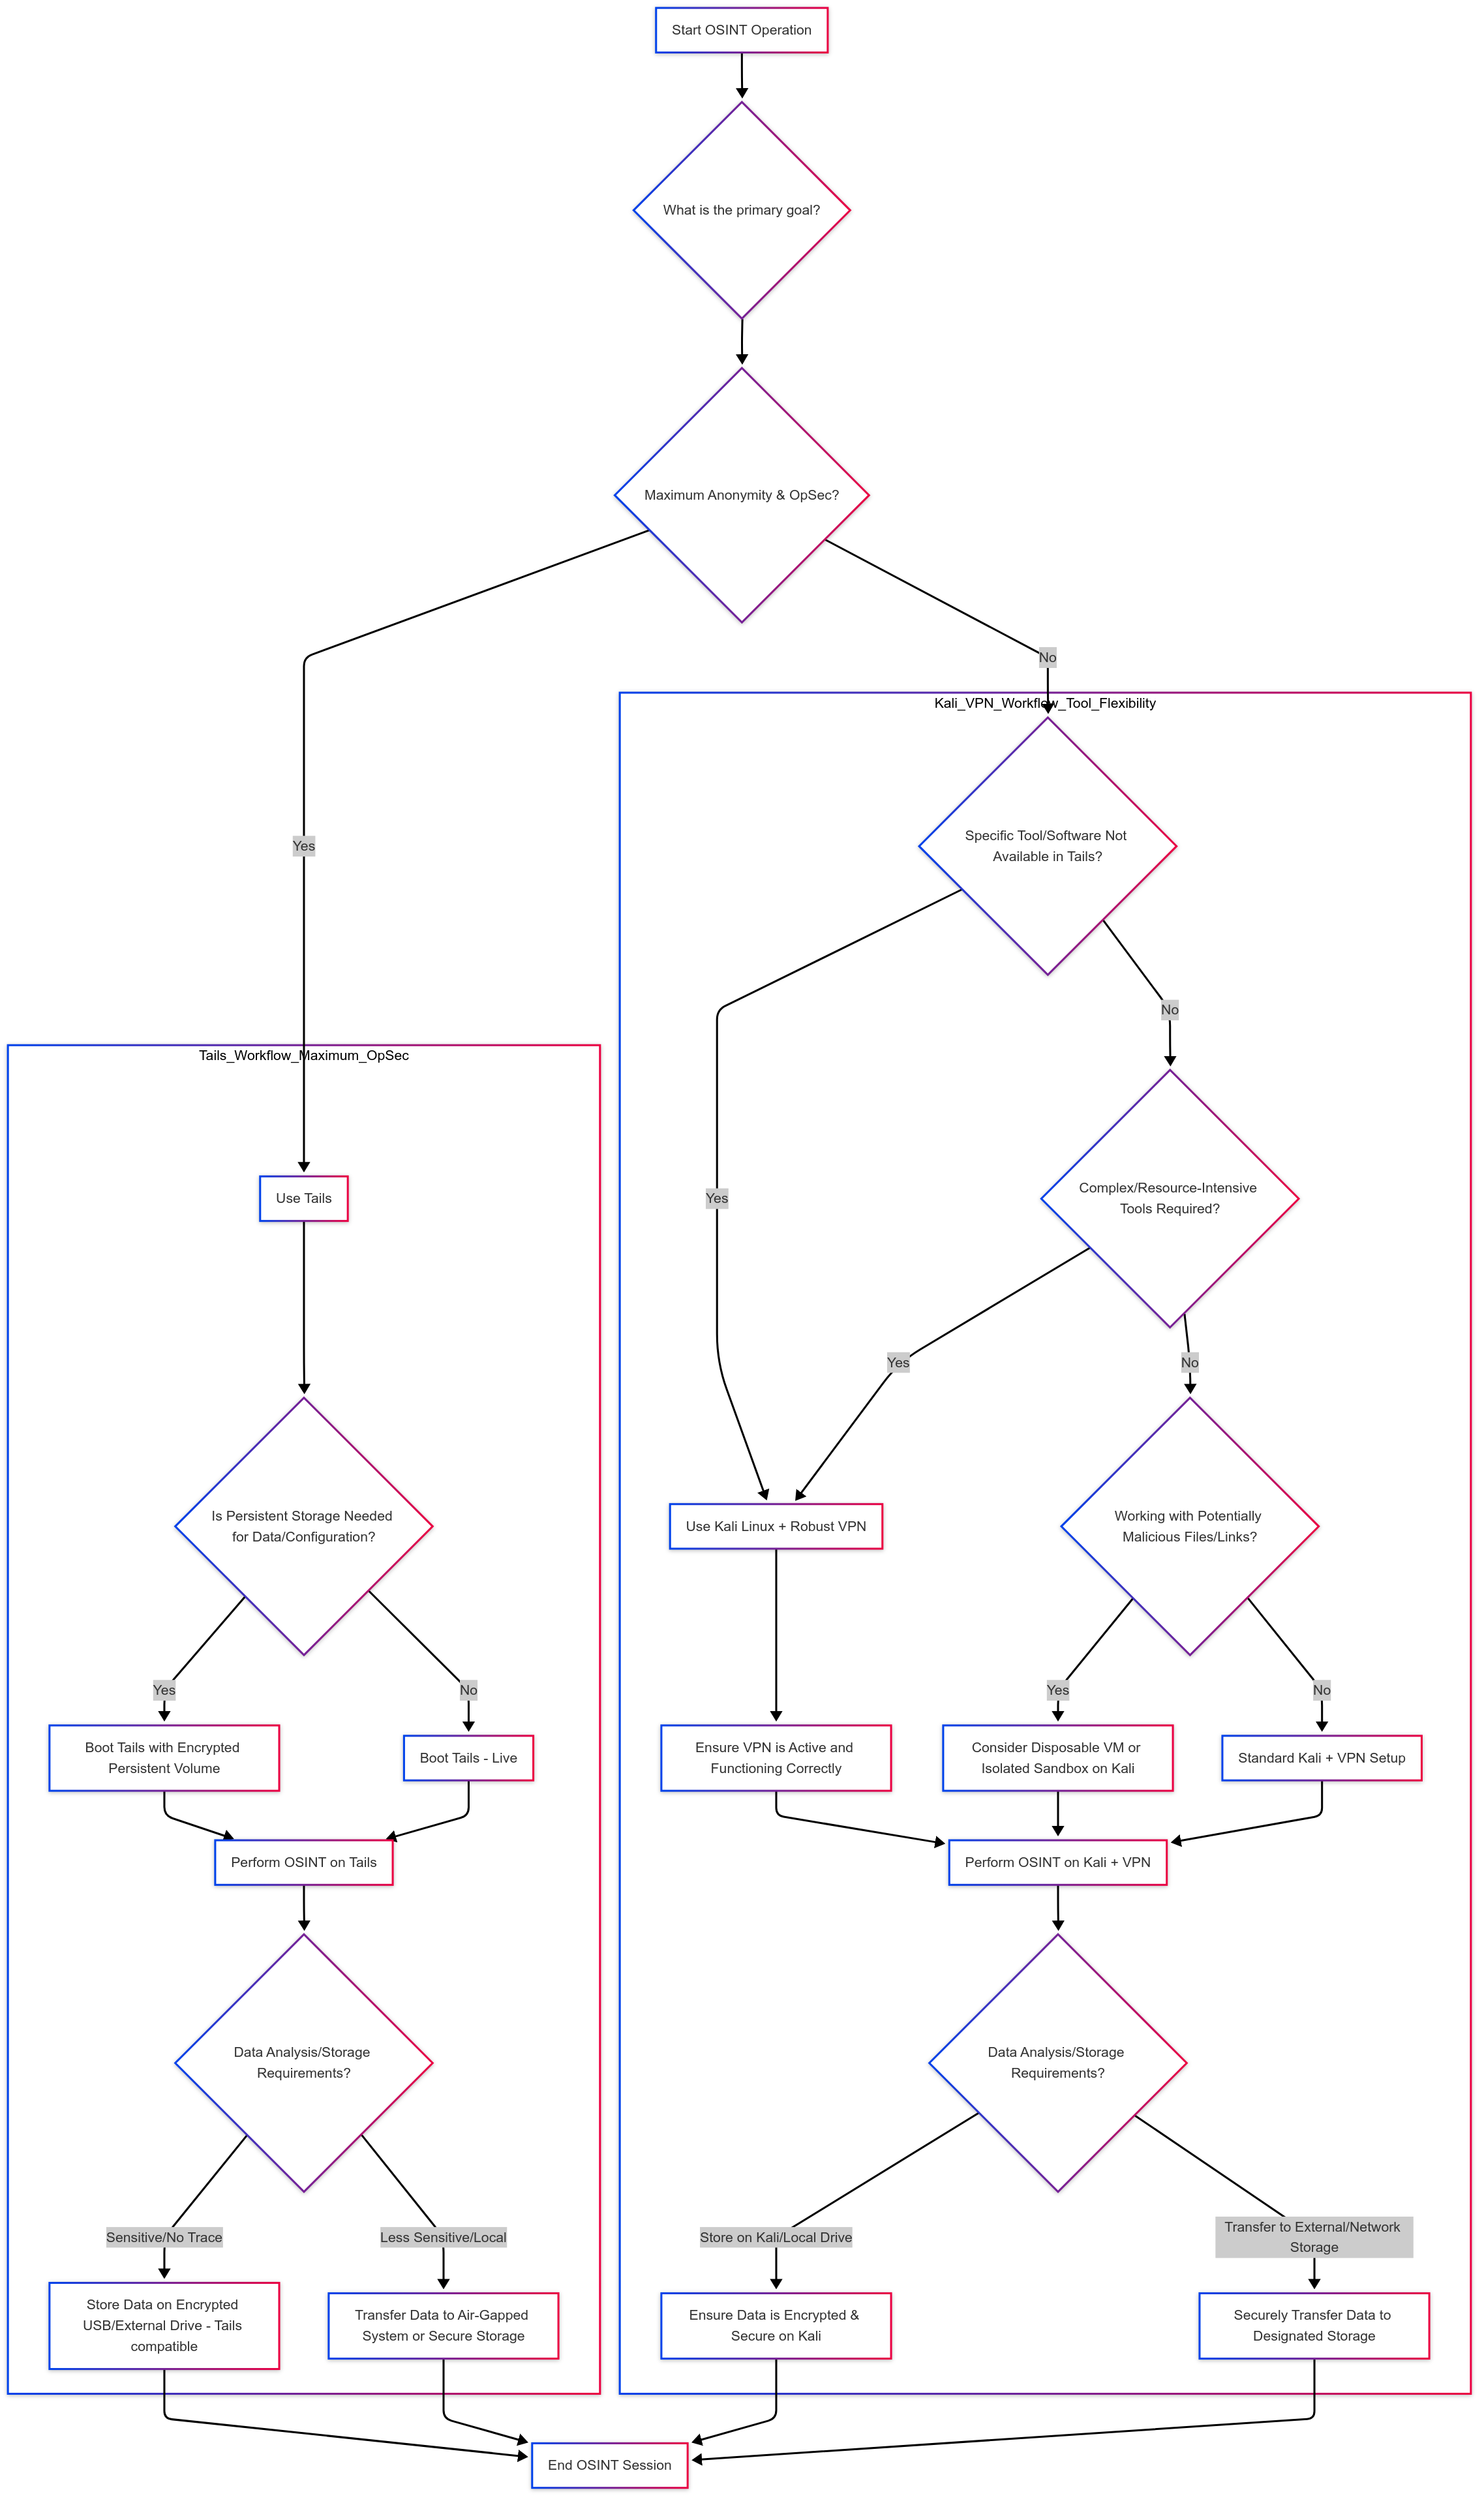 Start OSINT Operation
What is the primary goal?
Maximum Anonymity & OpSec?
No
Kali_VPN_Workflow_Tool_Flexibility
Specific Tool/Software Not
Available in Tails?
Yes
No
Tails_Workflow_Maximum_OpSec
Use Tails
Yes
Complex/Resource-Intensive
Tools Required?
Yes
No
Is Persistent Storage Needed
for Data/Configuration?
Use Kali Linux + Robust VPN
Working with Potentially
Malicious Files/Links?
Yes
No
Yes
No
Boot Tails with Encrypted
Persistent Volume
Boot Tails - Live
Ensure VPN is Active and
Functioning Correctly
Consider Disposable VM or
Isolated Sandbox on Kali
Standard Kali + VPN Setup
Perform OSINT on Tails
Perform OSINT on Kali + VPN
Data Analysis/Storage
Requirements?
Data Analysis/Storage
Requirements?
Sensitive/No Trace
Less Sensitive/Local
Store on Kali/Local Drive
Transfer to External/Network
Storage
Store Data on Encrypted
USB/External Drive - Tails
compatible
Transfer Data to Air-Gapped
System or Secure Storage
Ensure Data is Encrypted &
Secure on Kali
Securely Transfer Data to
Designated Storage
End OSINT Session